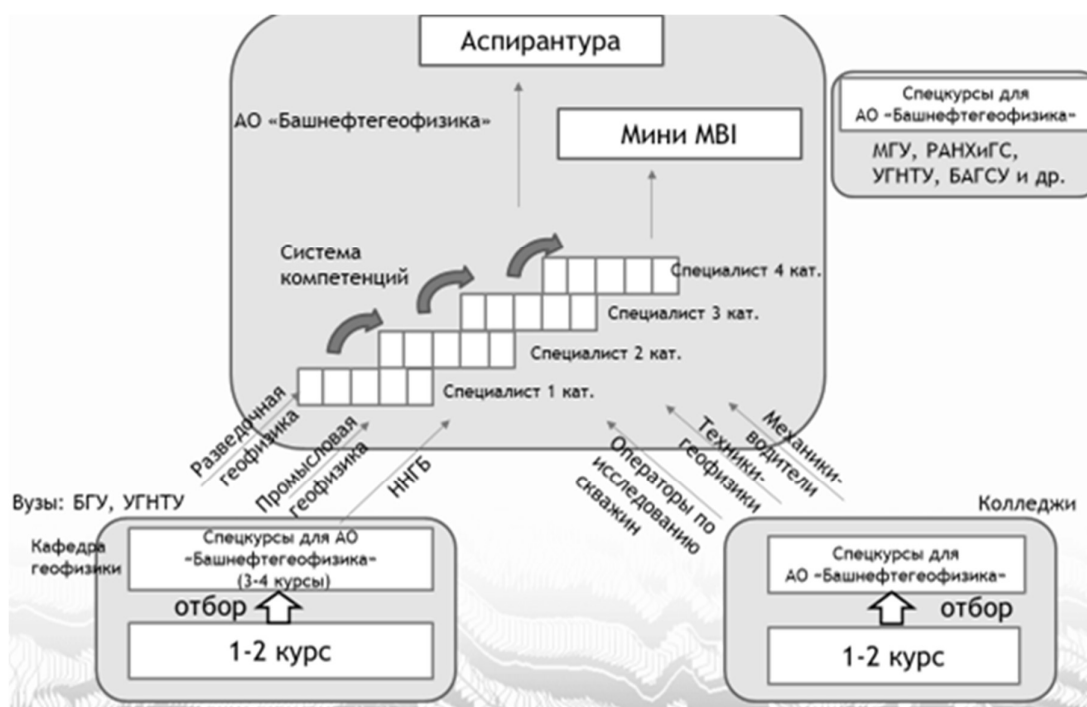 Аспирантура
АО «Башнефтегеофизика»
Мини MBI
Спецкурсы для
АО «Башнефтегеофизика»
МГУ, РАНХиГС,
УГНТУ, БАГСУ и др.
Система
компетенций
Специалист 4 кат.
Специалист 3 кат.
Специалист 2 кат.
Специалист 1 кат.
Разведочная
геофизика
Промысловая
геофизика
ННГБ
Операторы по
исследованию
скважин
Техники-
геофизики
Механики-
водители
Вузы: БГУ, УГНТУ
Кафедра
геофизики
Спецкурсы для АО
«Башнефтегеофизика»
(3-4 курсы)
отбор
1-2 курс
Колледжи
Спецкурсы для
АО «Башнефтегеофизика»
отбор
1-2 курс